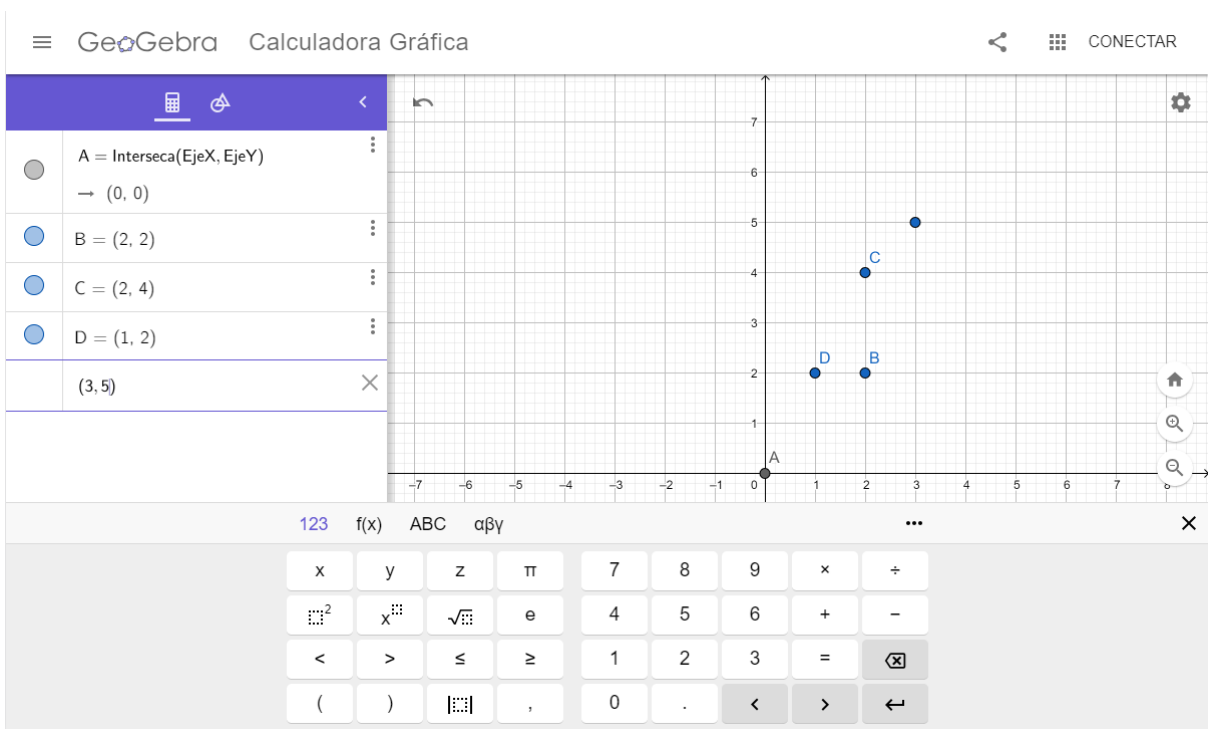 GeoGebra Calculadora Gráfica CONECTAR
A = Interseca(EjeX, EjeY)
→ (0, 0)
B = (2, 2)
C = (2, 4)
D = (1, 2)
(3, 5)
7
6
5
C
4
3
D B
2
1
A
−7 −6 −5 −4 −3 −2 −1 0 1 2 3 4 5 6 7 8
123 f(x) ABC αβγ •••
x y z π 7 8 9 × ÷
² x √ e 4 5 6 + −
< > ≤ ≥ 1 2 3 =
( ) | | , 0 . < >